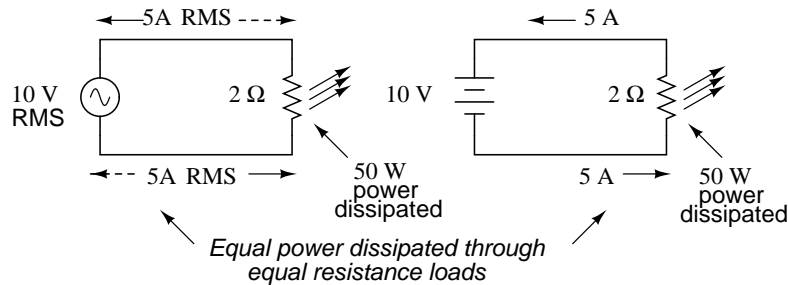 5A RMS
10 V
RMS
2 Ω
5A RMS
50 W
power
dissipated
5 A
10 V
2 Ω
5 A
50 W
power
dissipated
Equal power dissipated through
equal resistance loads